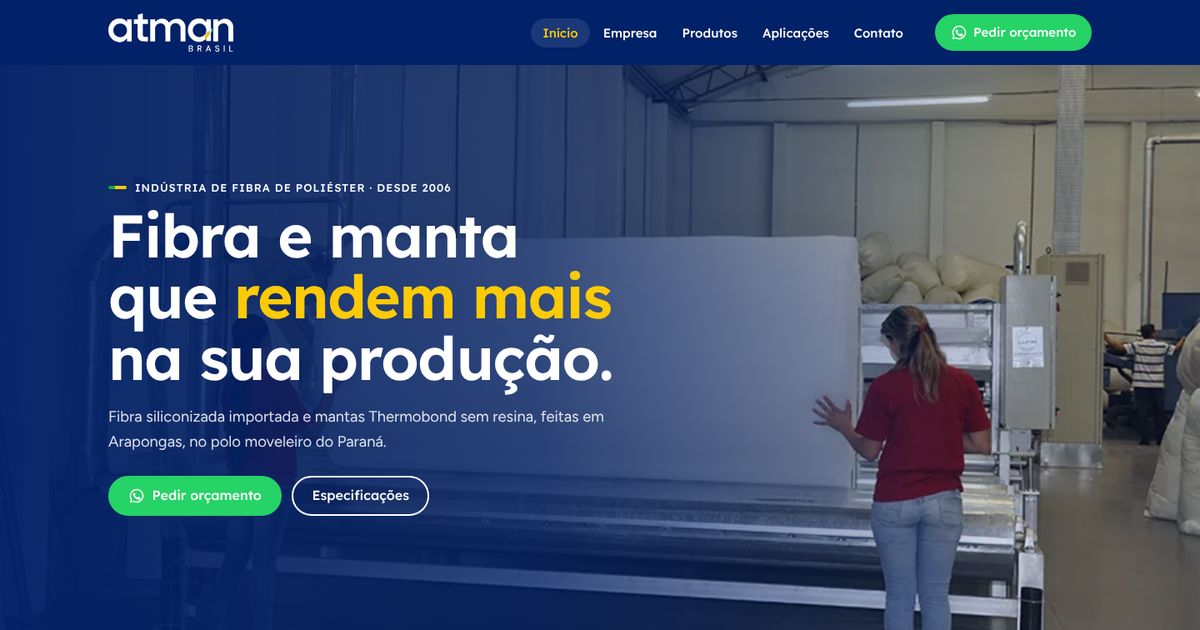 atman
BRASIL
Início Empresa Produtos Aplicações Contato Pedir orçamento
INDÚSTRIA DE FIBRA DE POLIÉSTER · DESDE 2006
Fibra e manta
que rendem mais
na sua produção.
Fibra siliconizada importada e mantas Thermobond sem resina, feitas em
Arapongas, no polo moveleiro do Paraná.
Pedir orçamento Especificações